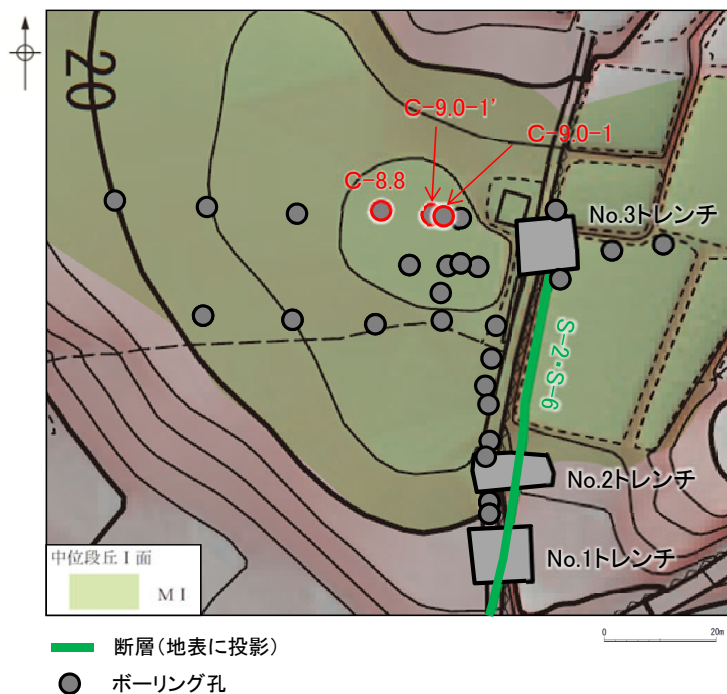 20
C-9.0-1'
C-9.0-1
C-8.8
No.3トレンチ
S-2・S-6
No.2トレンチ
No.1トレンチ
中位段丘Ⅰ面
MⅠ
0 20m
断層(地表に投影)
ボーリング孔